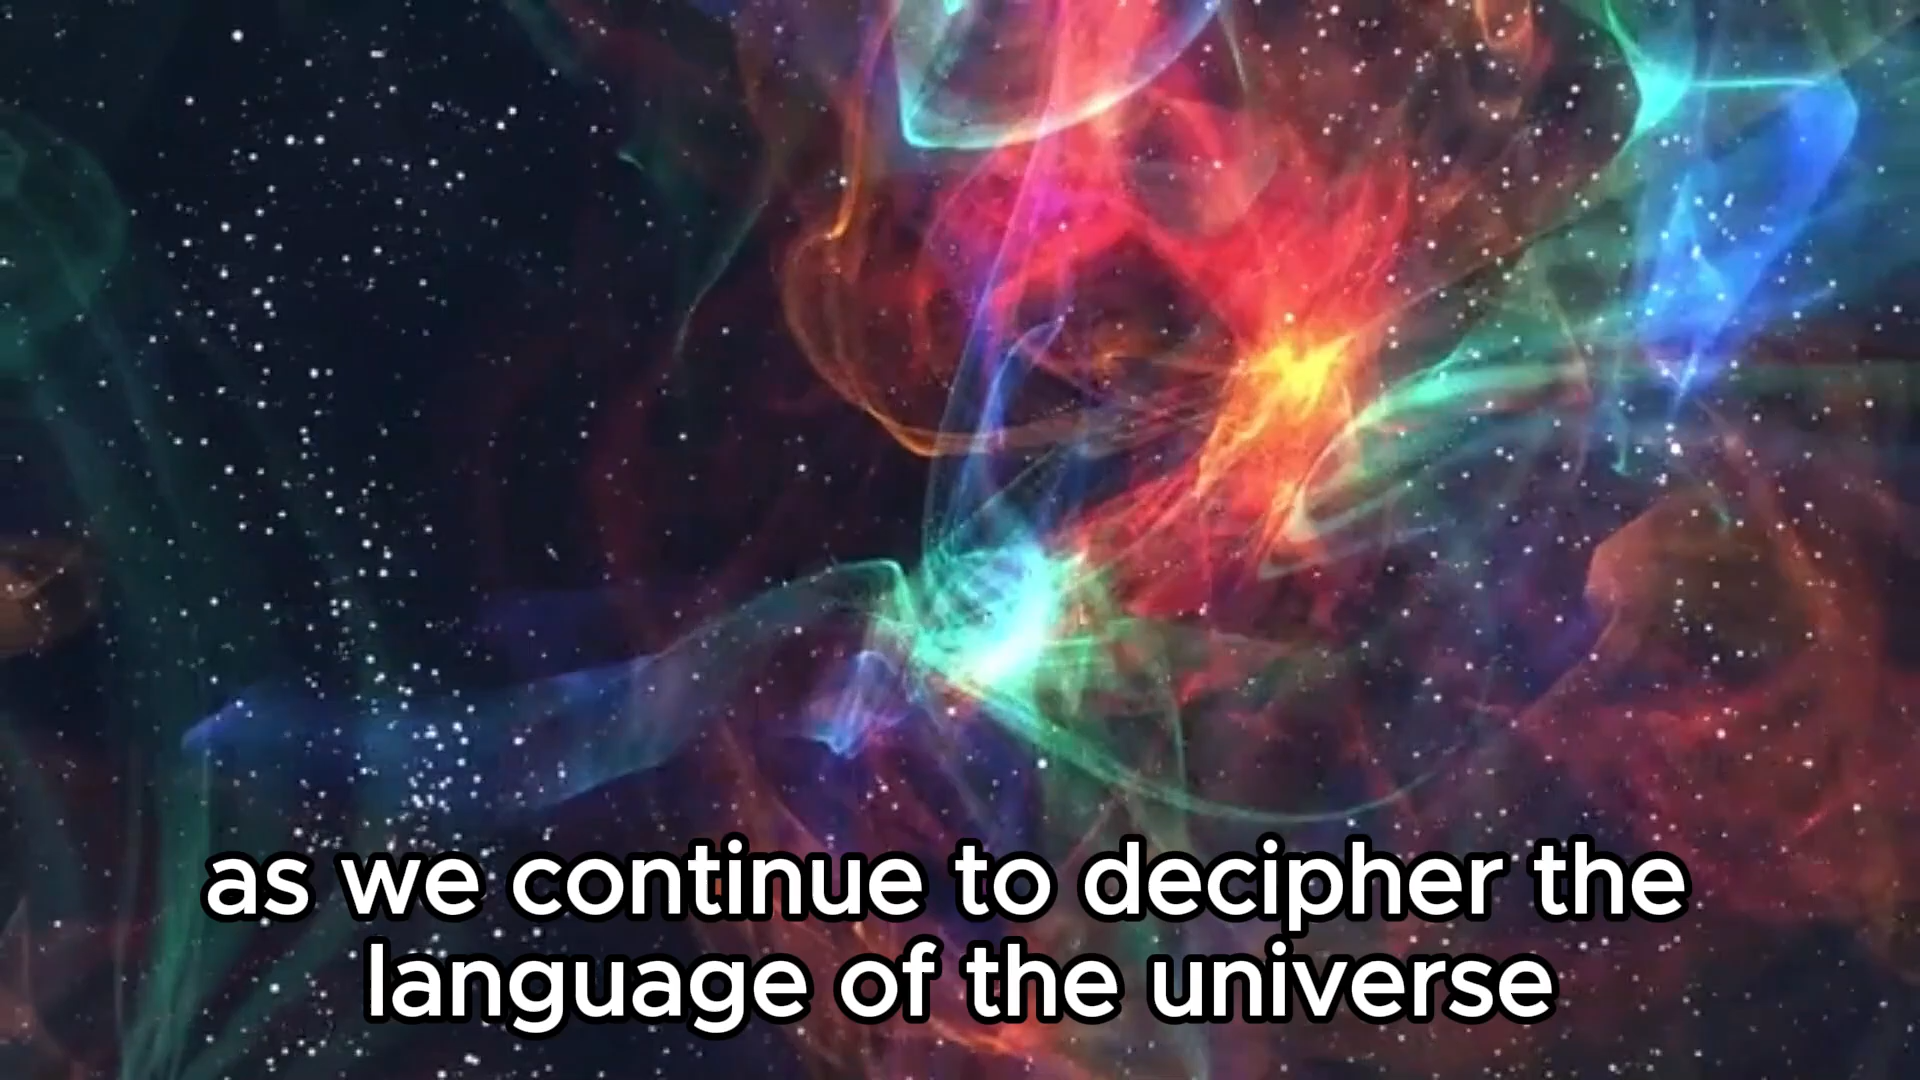 as we continue to decipher the
language of the universe